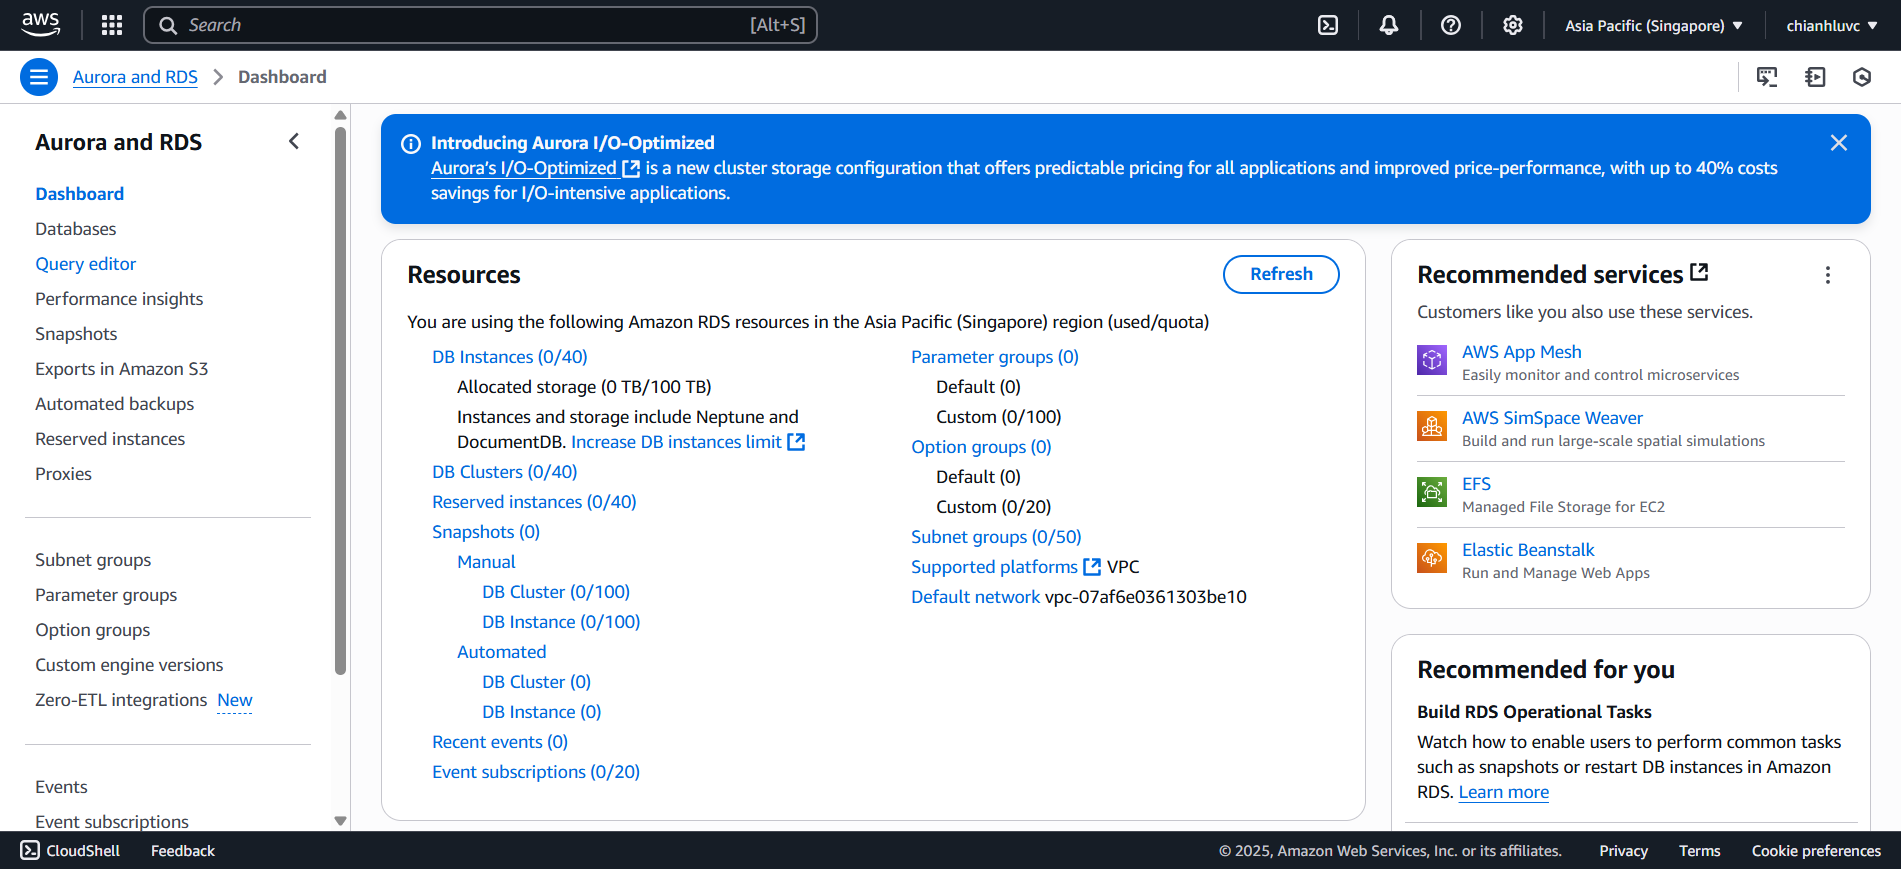 aws
Search
[Alt+S]
Asia Pacific (Singapore)
chianhluvc
Aurora and RDS
Dashboard
Aurora and RDS
Dashboard
Databases
Query editor
Performance insights
Snapshots
Exports in Amazon S3
Automated backups
Reserved instances
Proxies
Subnet groups
Parameter groups
Option groups
Custom engine versions
Zero-ETL integrations New
Events
Event subscriptions
Introducing Aurora I/O-Optimized
Aurora's I/O-Optimized is a new cluster storage configuration that offers predictable pricing for all applications and improved price-performance, with up to 40% costs
savings for I/O-intensive applications.
Resources
Refresh
You are using the following Amazon RDS resources in the Asia Pacific (Singapore) region (used/quota)
DB Instances (0/40)
Allocated storage (0 TB/100 TB)
Instances and storage include Neptune and
DocumentDB. Increase DB instances limit
DB Clusters (0/40)
Reserved instances (0/40)
Snapshots (0)
Manual
DB Cluster (0/100)
DB Instance (0/100)
Automated
DB Cluster (0)
DB Instance (0)
Recent events (0)
Event subscriptions (0/20)
Parameter groups (0)
Default (0)
Custom (0/100)
Option groups (0)
Default (0)
Custom (0/20)
Subnet groups (0/50)
Supported platforms VPC
Default network vpc-07af6e0361303be10
Recommended services
Customers like you also use these services.
AWS App Mesh
Easily monitor and control microservices
AWS SimSpace Weaver
Build and run large-scale spatial simulations
EFS
Managed File Storage for EC2
Elastic Beanstalk
Run and Manage Web Apps
Recommended for you
Build RDS Operational Tasks
Watch how to enable users to perform common tasks
such as snapshots or restart DB instances in Amazon
RDS. Learn more
CloudShell
Feedback
© 2025, Amazon Web Services, Inc. or its affiliates.
Privacy
Terms
Cookie preferences